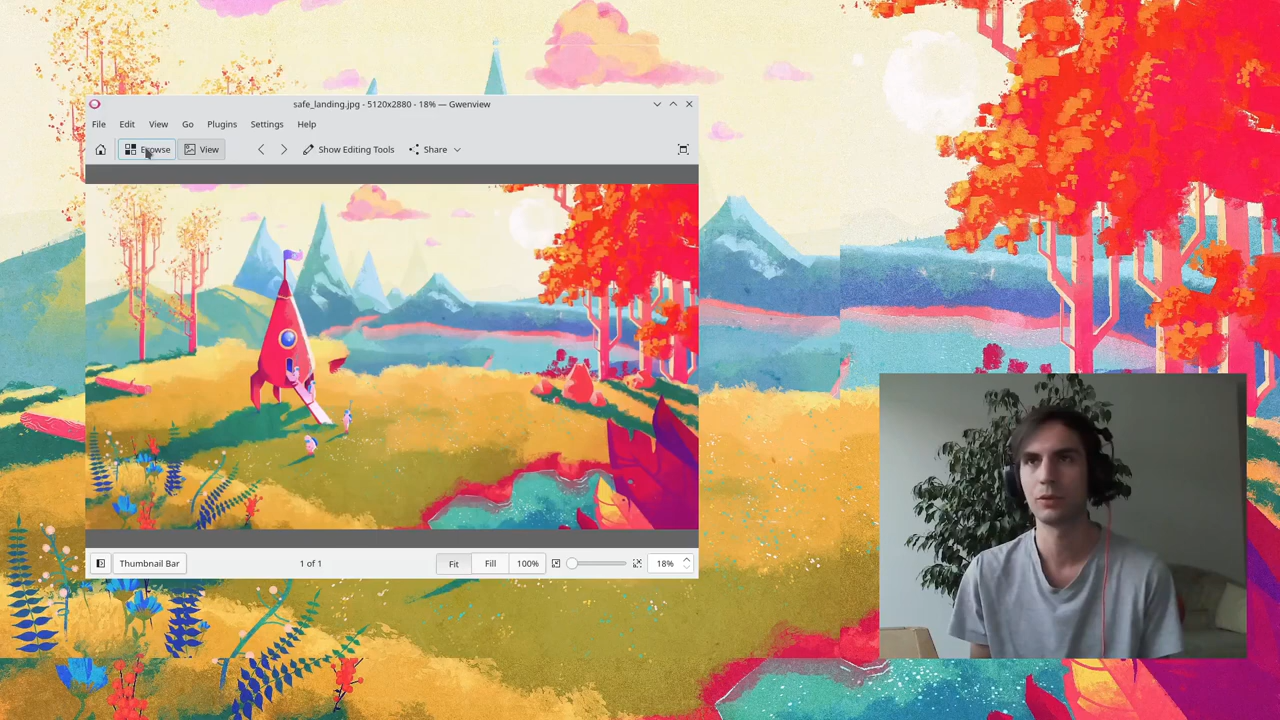 safe_landing.jpg - 5120x2880 - 18% — Gwenview
File Edit View Go Plugins Settings Help
Browse View Show Editing Tools Share
Thumbnail Bar 1 of 1 Fit Fill 100% 18%